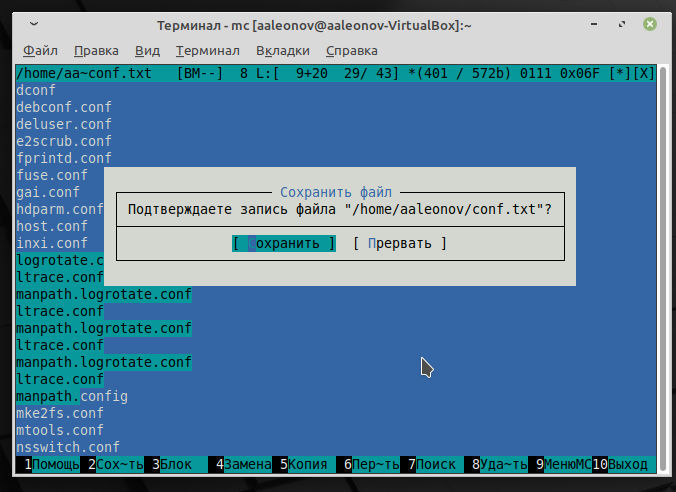 Терминал - mc [aaleonov@aaleonov-VirtualBox]:~
Файл Правка Вид Терминал Вкладки Справка
/home/aa~conf.txt [BM--] 8 L:[ 9+20 29/ 43] *(401 / 572b) 0111 0x06F [*][X]
dconf
debconf.conf
deluser.conf
e2scrub.conf
fprintd.conf
fuse.conf
gai.conf
hdparm.conf
host.conf
inxi.conf
logrotate.c
ltrace.conf
manpath.logrotate.conf
ltrace.conf
manpath.logrotate.conf
ltrace.conf
manpath.logrotate.conf
ltrace.conf
manpath.config
mke2fs.conf
mtools.conf
nsswitch.conf
Сохранить файл
Подтверждаете запись файла "/home/aaleonov/conf.txt"?
[ Сохранить ] [ Прервать ]
1Помощь 2Сох~ть 3Блок 4Замена 5Копия 6Пер~ть 7Поиск 8Уда~ть 9МенюMC 10Выход